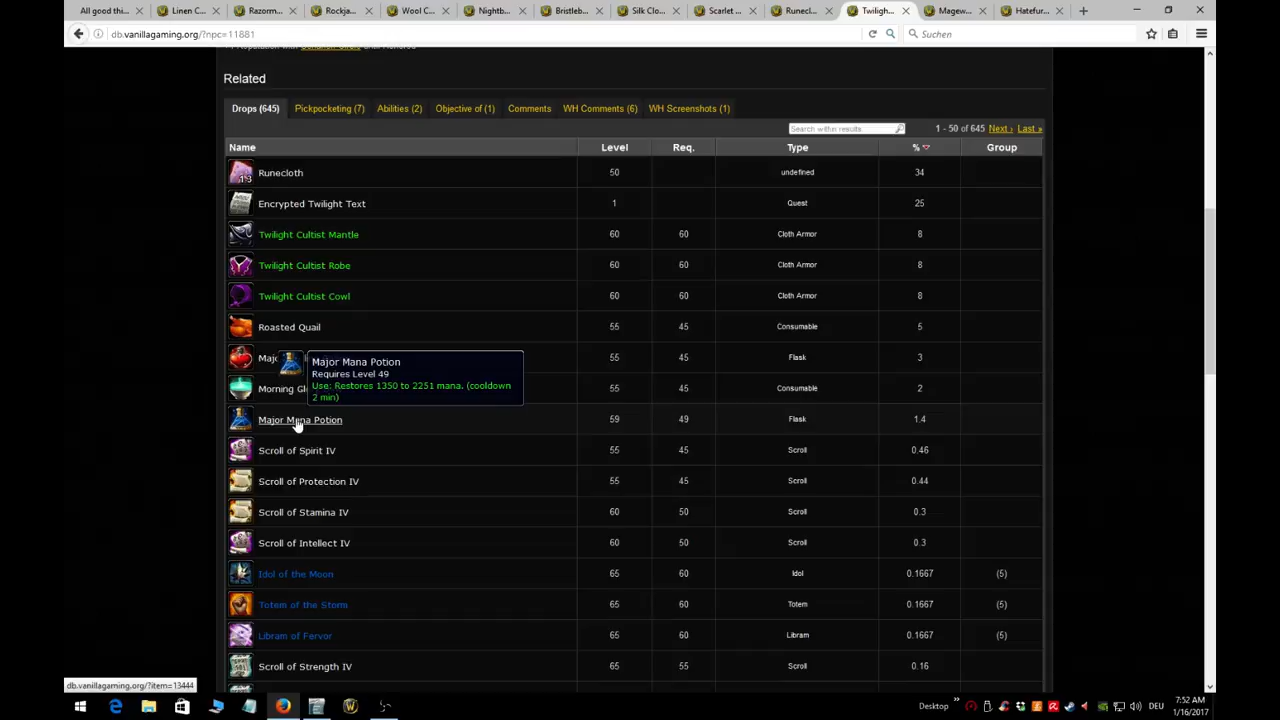 All good thi...
Linen C...
Razorm...
Rockja...
Wool C...
Nightb...
Bristleb...
Silk Clo...
Scarlet ...
Runecl...
Twiligh...
Magew...
Hatefur...
db.vanillagaming.org/?npc=11881
Suchen
Related
Drops (645)
Pickpocketing (7)
Abilities (2)
Objective of (1)
Comments
WH Comments (6)
WH Screenshots (1)
Search within results
1 - 50 of 645 Next › Last »
Name Level Req. Type % Group
13 Runecloth 50 undefined 34
Encrypted Twilight Text 1 Quest 25
Twilight Cultist Mantle 60 60 Cloth Armor 8
Twilight Cultist Robe 60 60 Cloth Armor 8
Twilight Cultist Cowl 60 60 Cloth Armor 8
Roasted Quail 55 45 Consumable 5
Majo 55 45 Flask 3
Major Mana Potion
Requires Level 49
Use: Restores 1350 to 2251 mana. (cooldown
2 min)
Morning Gl 55 45 Consumable 2
Major Mana Potion 59 49 Flask 1.4
Scroll of Spirit IV 55 45 Scroll 0.46
Scroll of Protection IV 55 45 Scroll 0.44
Scroll of Stamina IV 60 50 Scroll 0.3
Scroll of Intellect IV 60 50 Scroll 0.3
Idol of the Moon 65 60 Idol 0.1667 (5)
Totem of the Storm 65 60 Totem 0.1667 (5)
Libram of Fervor 65 60 Libram 0.1667 (5)
Scroll of Strength IV 65 55 Scroll 0.16
db.vanillagaming.org/?item=13444
Desktop
DEU
7:52 AM
1/16/2017